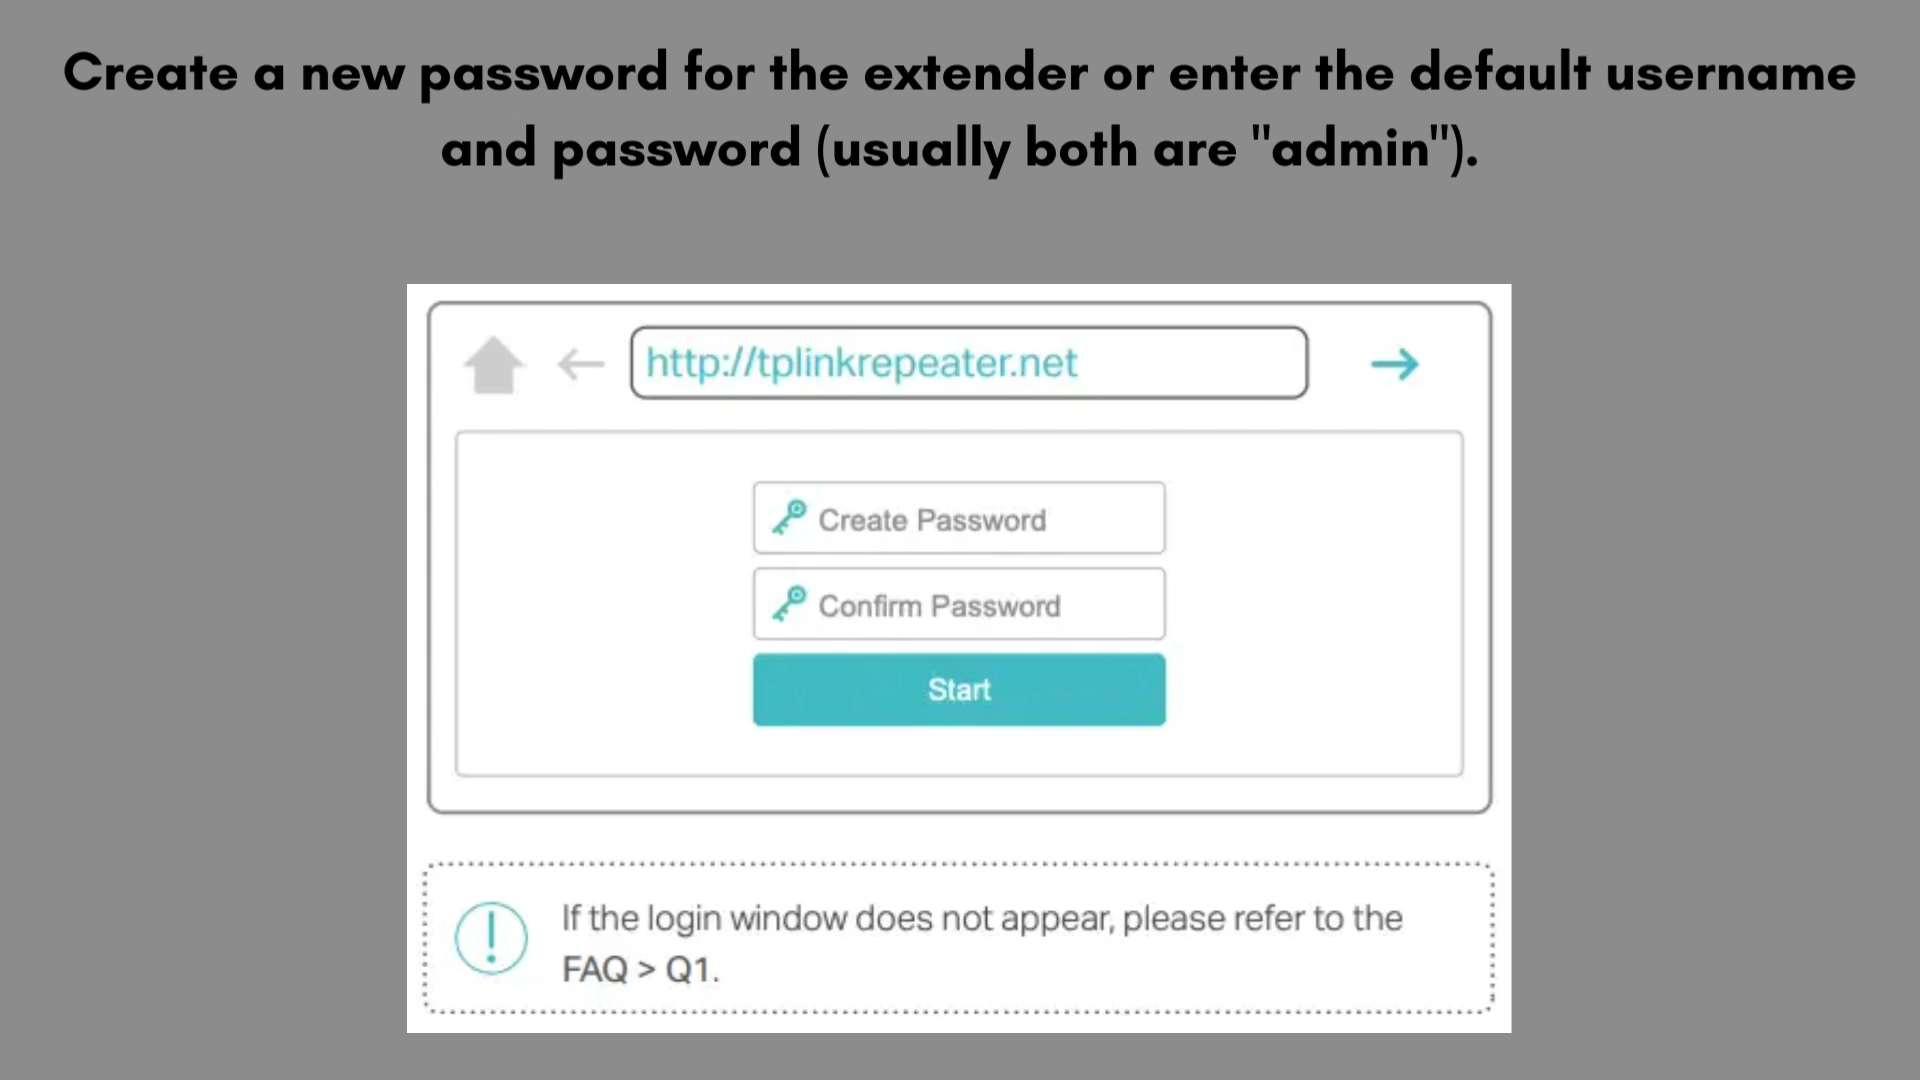 Create a new password for the extender or enter the default username
and password (usually both are "admin").
http://tplinkrepeater.net
Create Password
Confirm Password
Start
If the login window does not appear, please refer to the
FAQ > Q1.